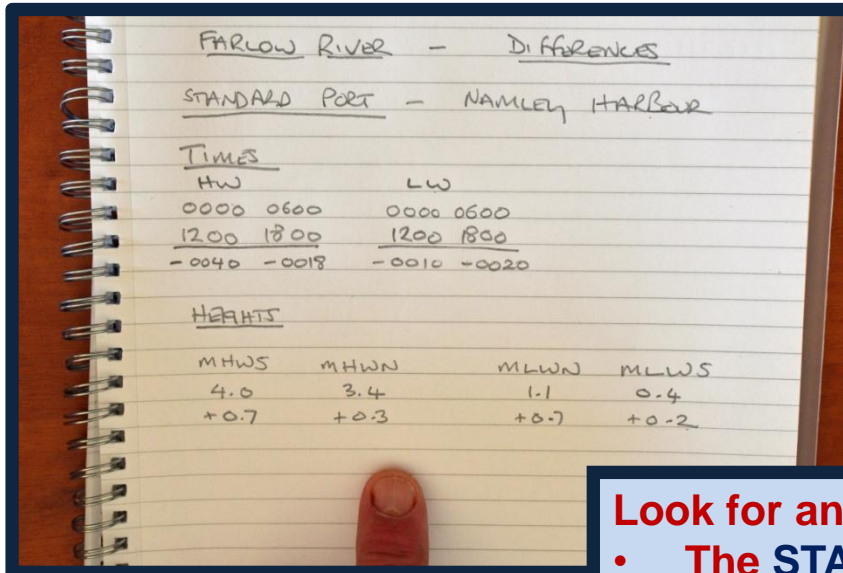 FARLOW RIVER - DIFFERENCES
STANDARD PORT - NAMLEY HARBOUR
TIMES
HW LW
0000 0600 0000 0600
1200 1800 1200 1800
-0040 -0018 -0010 -0020
HEIGHTS
MHWS MHWN MLWN MLWS
4.0 3.4 1.1 0.4
+0.7 +0.3 +0.7 +0.2
Look for an
• The STA